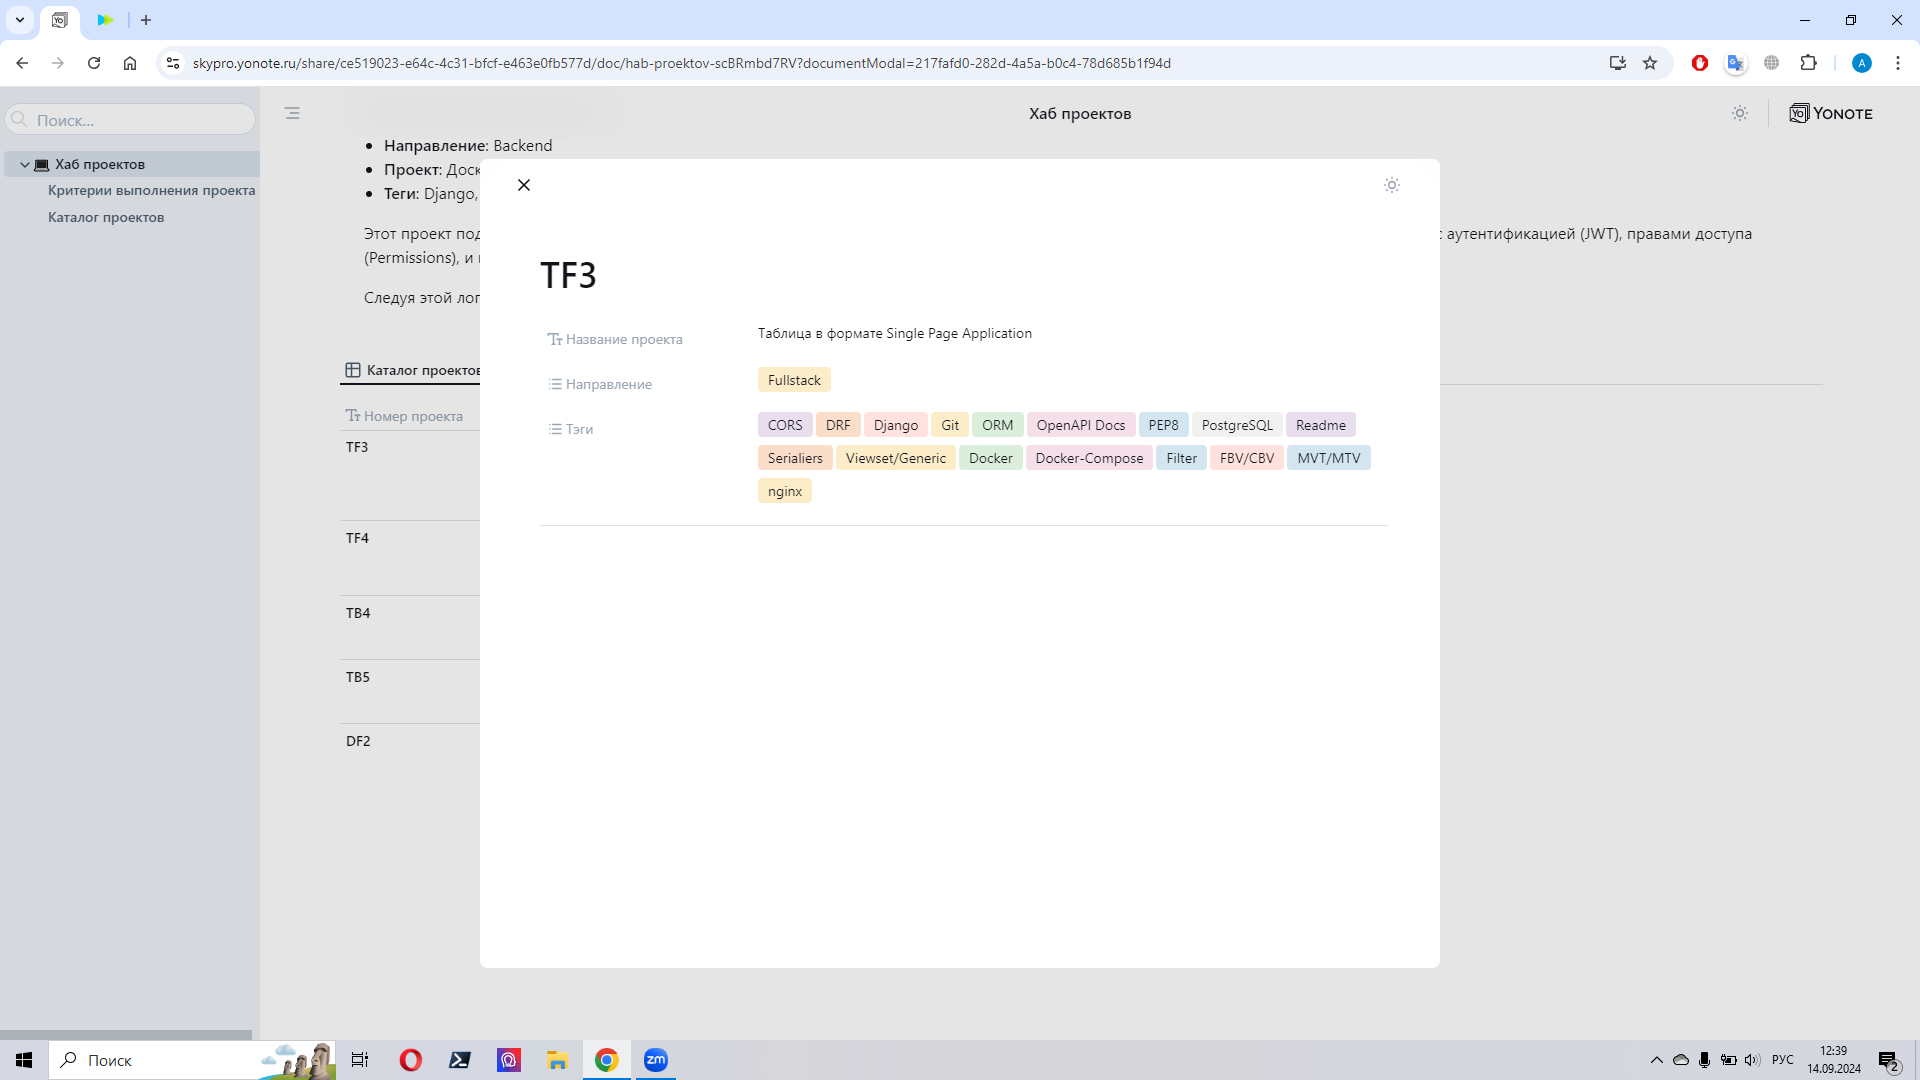 skypro.yonote.ru/share/ce519023-e64c-4c31-bfcf-e463e0fb577d/doc/hab-proektov-scBRmbd7RV?documentModal=217fafd0-282d-4a5a-b0c4-78d685b1f94d
A
Поиск...
Хаб проектов
YONOTE
Хаб проектов
Критерии выполнения проекта
Каталог проектов
Направление: Backend
Проект: Доск
Теги: Django,
Этот проект под
с аутентификацией (JWT), правами доступа
(Permissions), и
Следуя этой лог
Каталог проектов
Номер проекта
TF3
TF4
TB4
TB5
DF2
TF3
Название проекта
Таблица в формате Single Page Application
Направление
Fullstack
Тэги
CORS DRF Django Git ORM OpenAPI Docs PEP8 PostgreSQL Readme
Serialiers Viewset/Generic Docker Docker-Compose Filter FBV/CBV MVT/MTV
nginx
Поиск
zm
РУС
12:39
14.09.2024
2